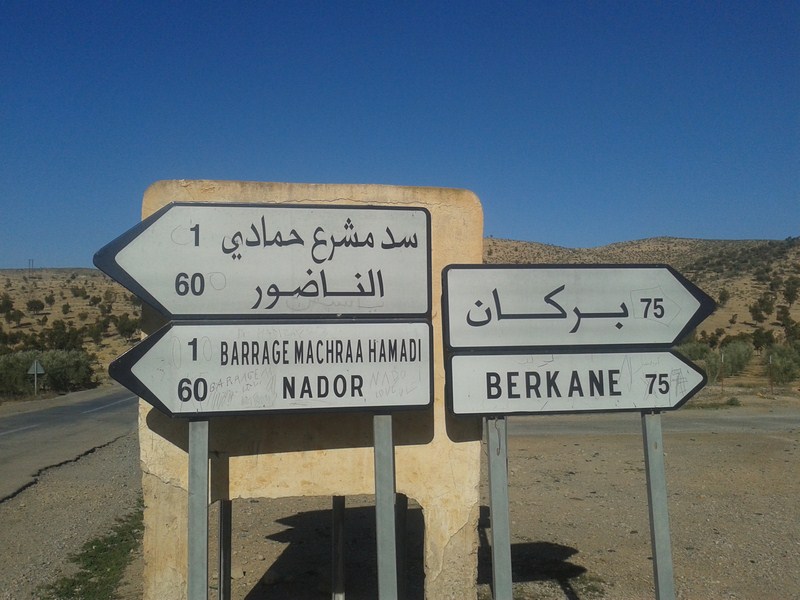 سد مشرع حمادي 1
الناضور 60
1 BARRAGE MACHRAA HAMADI
60 NADOR
بركان 75
BERKANE 75